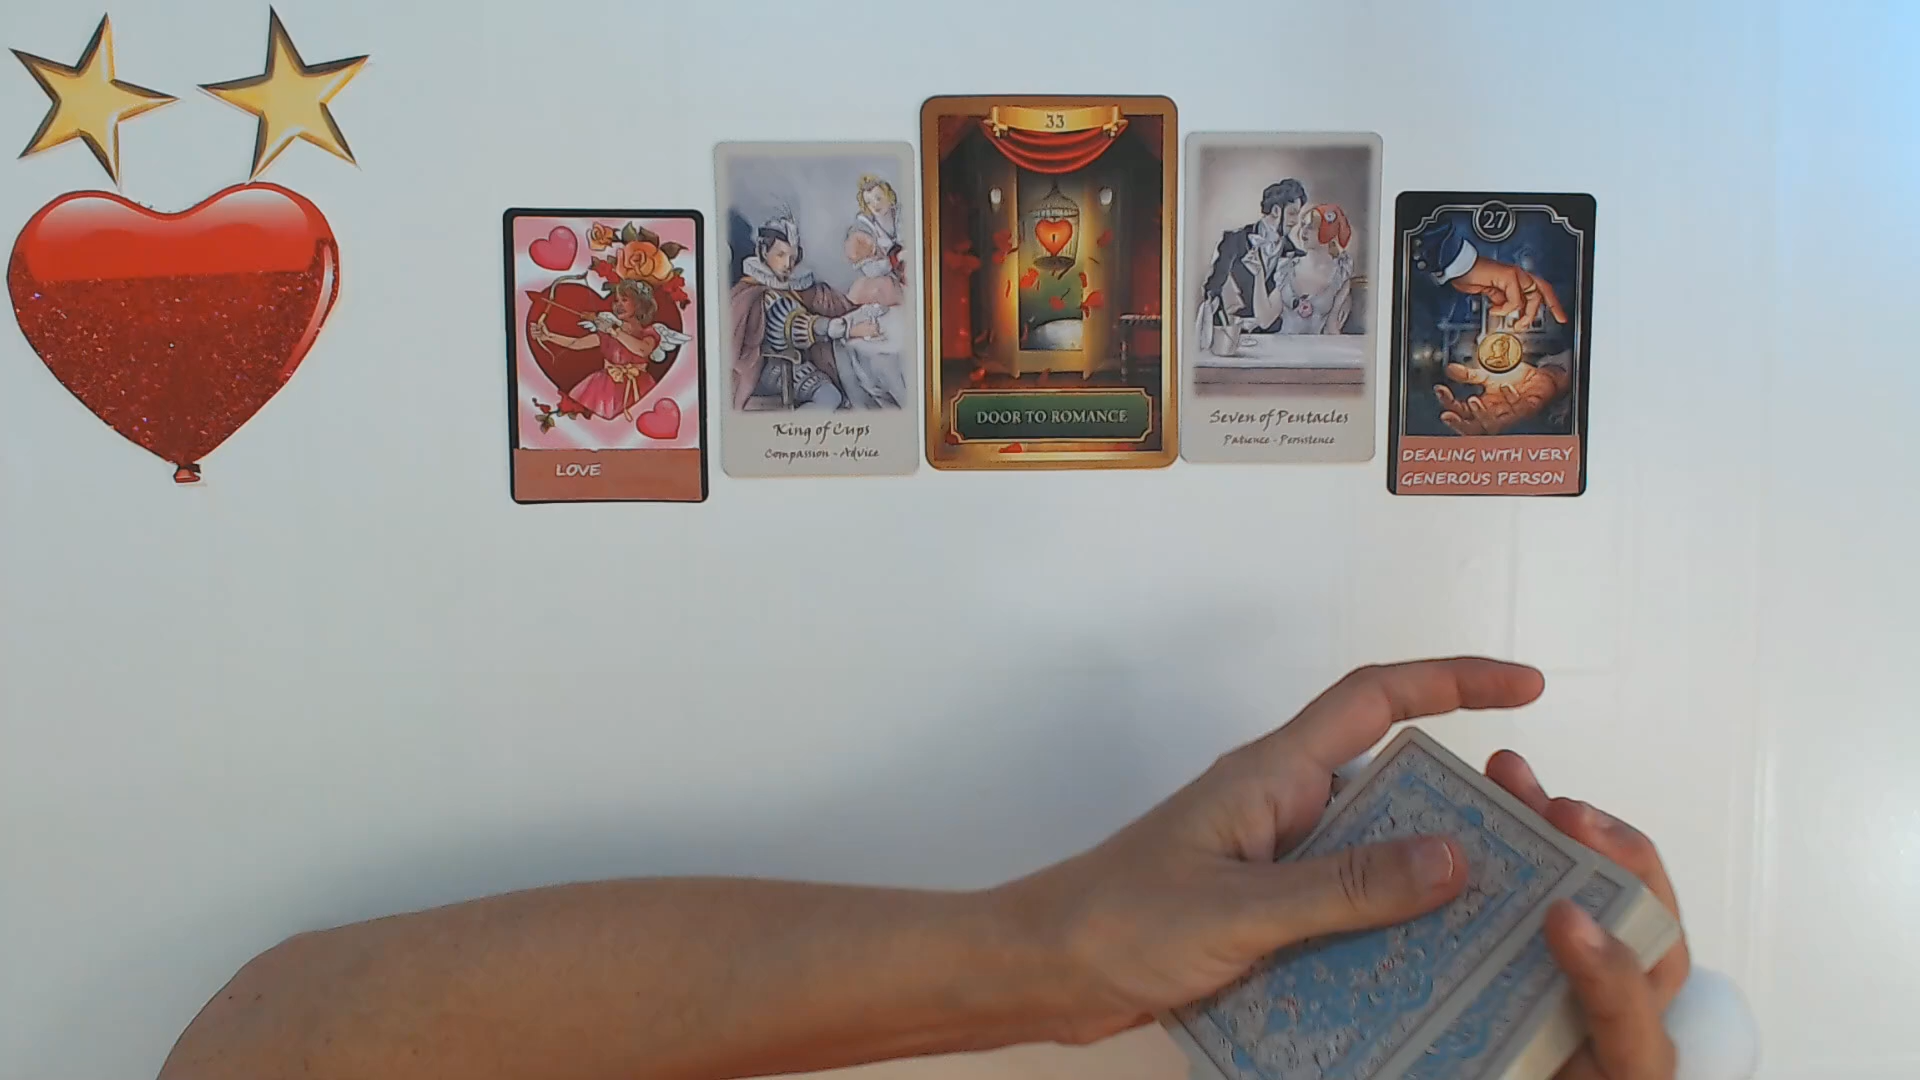 LOVE
King of Cups
Compassion - Advice
33
DOOR TO ROMANCE
Seven of Pentacles
Patience - Persistence
27
DEALING WITH VERY
GENEROUS PERSON